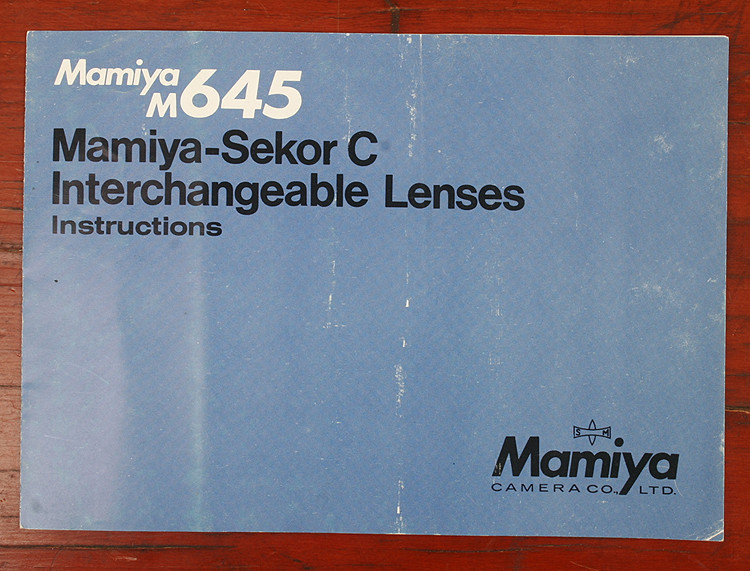 Mamiya
M645
Mamiya-Sekor C
Interchangeable Lenses
Instructions
S M
Mamiya
CAMERA CO., LTD.